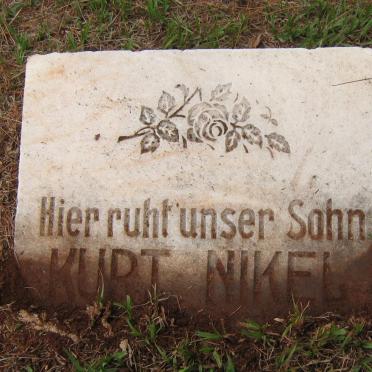 Hier ruht unser Sohn
KURT NIKEL